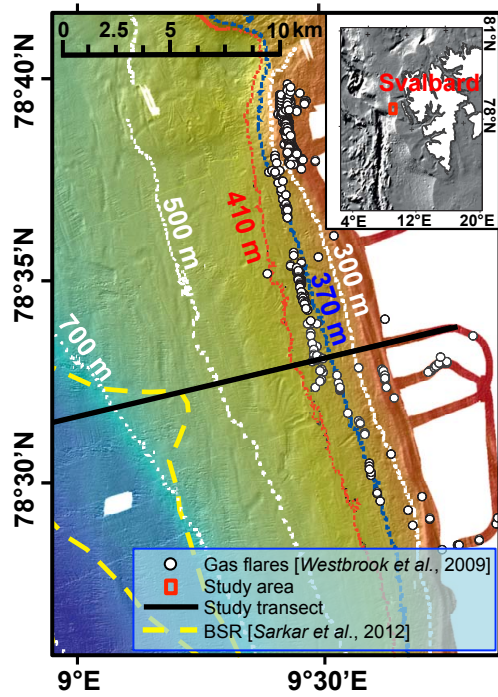 0 2.5 5 10 km
78°40'N
78°35'N
78°30'N
9°E
9°30'E
700 m
500 m
410 m
370 m
300 m
Svalbard
78°N
4°E 12°E 20°E
Gas flares [Westbrook et al., 2009]
Study area
Study transect
BSR [Sarkar et al., 2012]